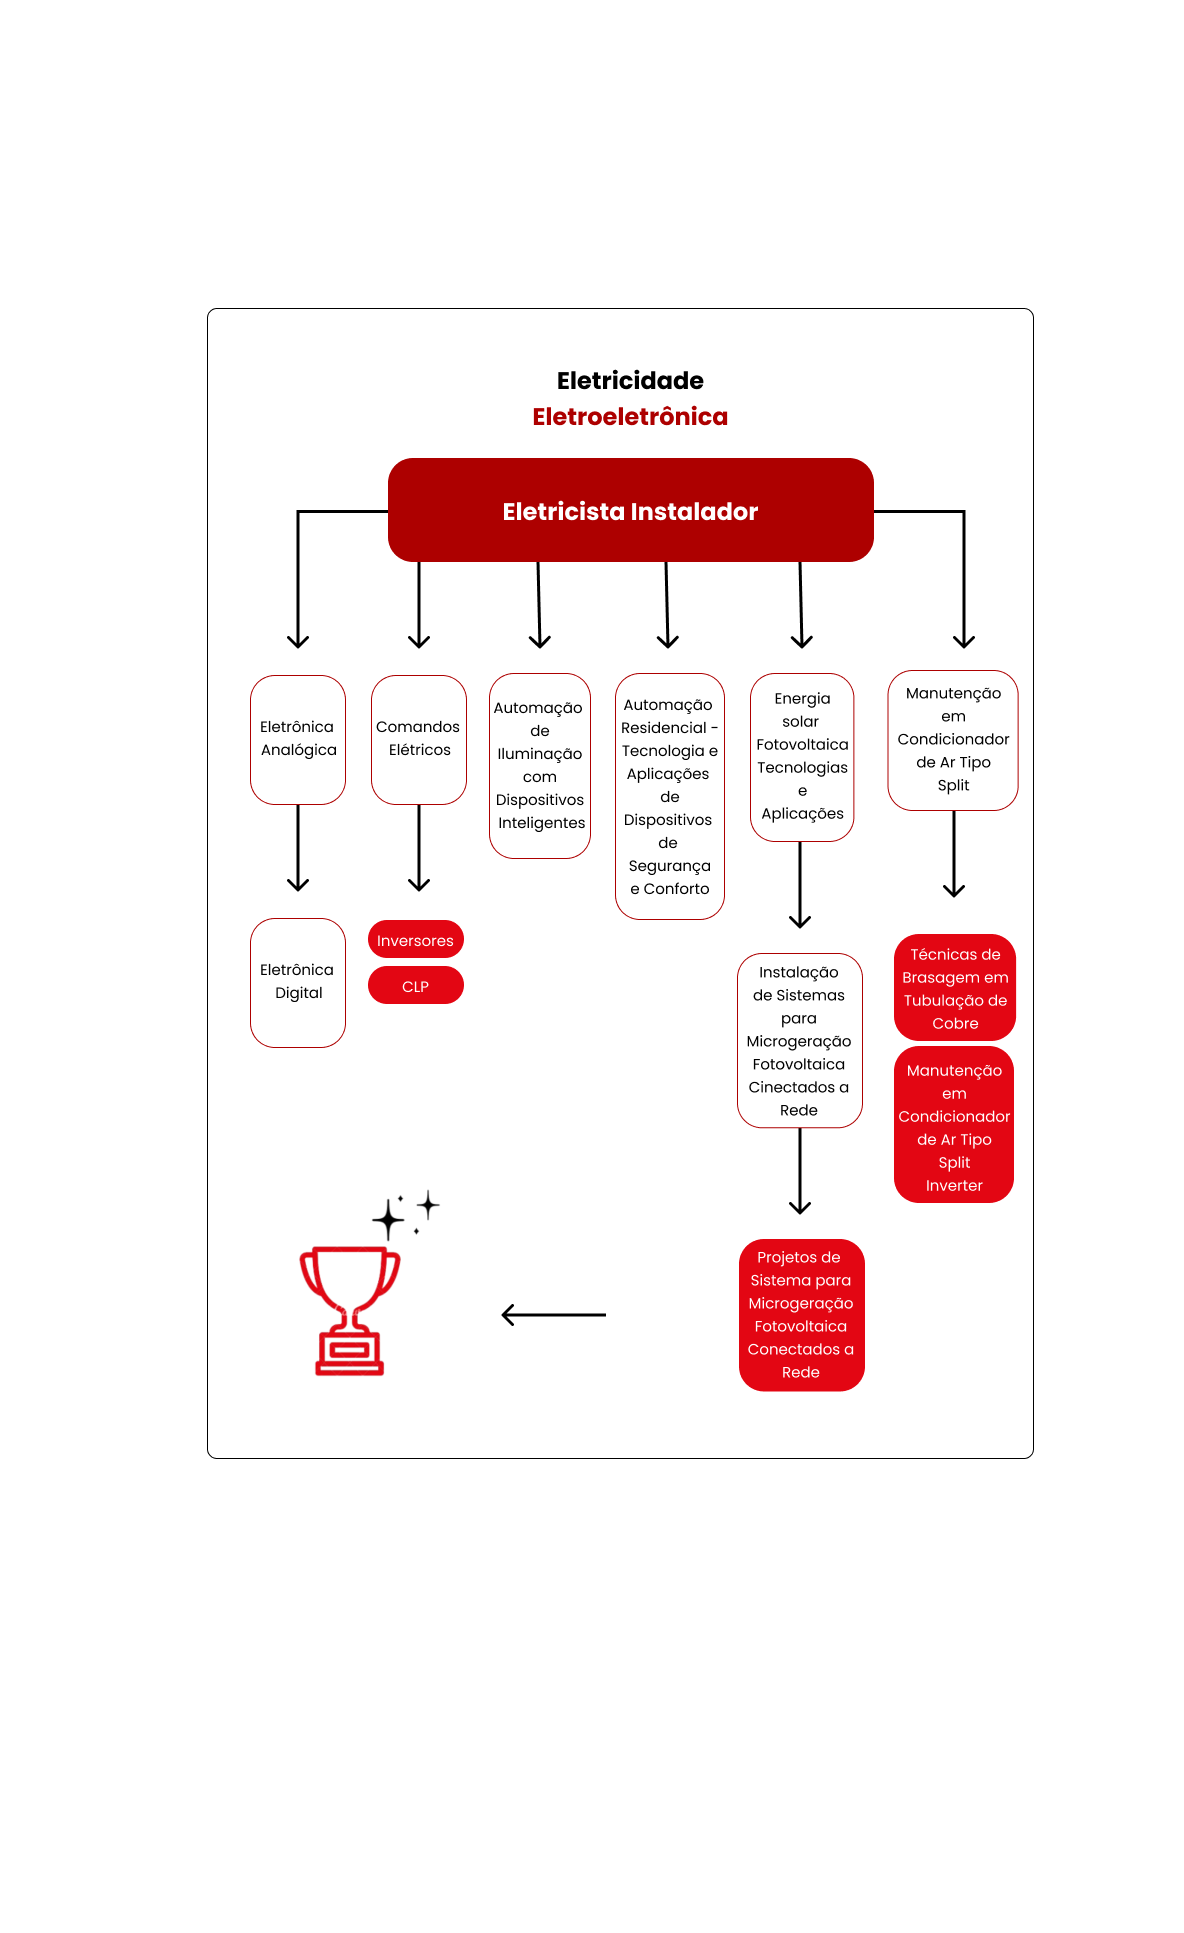 Eletricidade
Eletroeletrônica
Eletricista Instalador
Eletrônica
Analógica
Comandos
Elétricos
Automação
de
Iluminação
com
Dispositivos
Inteligentes
Automação
Residencial -
Tecnologia e
Aplicações
de
Dispositivos
de
Segurança
e Conforto
Energia
solar
Fotovoltaica
Tecnologias
e
Aplicações
Manutenção
em
Condicionador
de Ar Tipo
Split
Eletrônica
Digital
Inversores
CLP
Instalação
de Sistemas
para
Microgeração
Fotovoltaica
Cinectados a
Rede
Técnicas de
Brasagem em
Tubulação de
Cobre
Manutenção
em
Condicionador
de Ar Tipo
Split
Inverter
Projetos de
Sistema para
Microgeração
Fotovoltaica
Conectados a
Rede